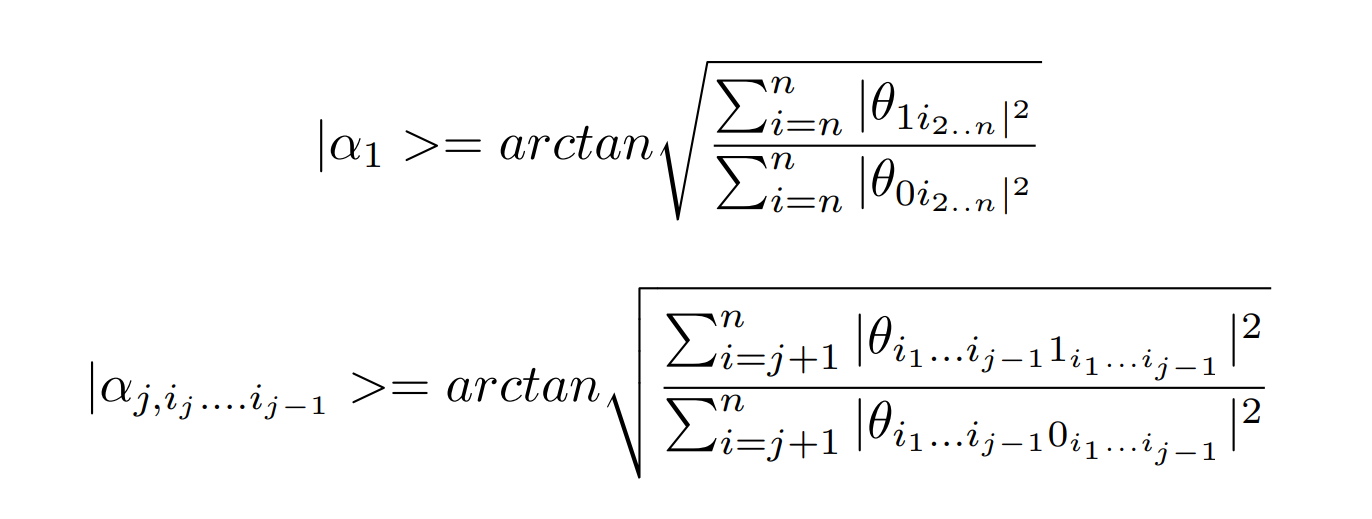 |α_1 >= arctan√(∑_{i=n}^{n} |θ_{1i_{2..n}|^2} / ∑_{i=n}^{n} |θ_{0i_{2..n}|^2})
|α_{j,i_j....i_{j-1}} >= arctan√(∑_{i=j+1}^{n} |θ_{i_1...i_{j-1}1_{i_1...i_{j-1}}}|^2 / ∑_{i=j+1}^{n} |θ_{i_1...i_{j-1}0_{i_1...i_{j-1}}}|^2)